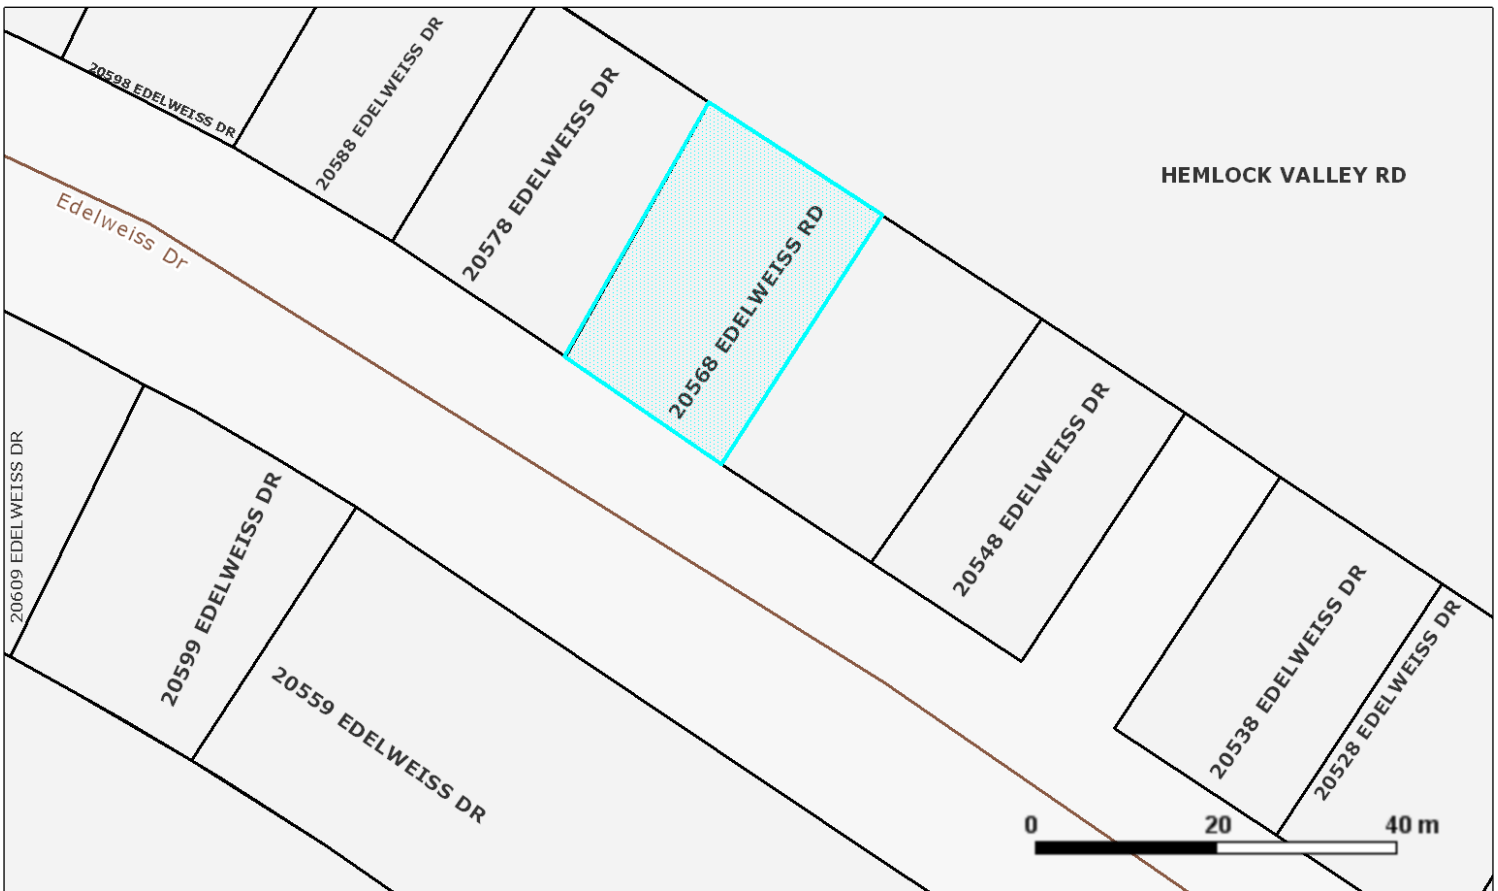 20598 EDELWEISS DR
20588 EDELWEISS DR
20578 EDELWEISS DR
HEMLOCK VALLEY RD
Edelweiss Dr
20568 EDELWEISS RD
20548 EDELWEISS DR
20609 EDELWEISS DR
20599 EDELWEISS DR
20559 EDELWEISS DR
20538 EDELWEISS DR
20528 EDELWEISS DR
0 20 40 m